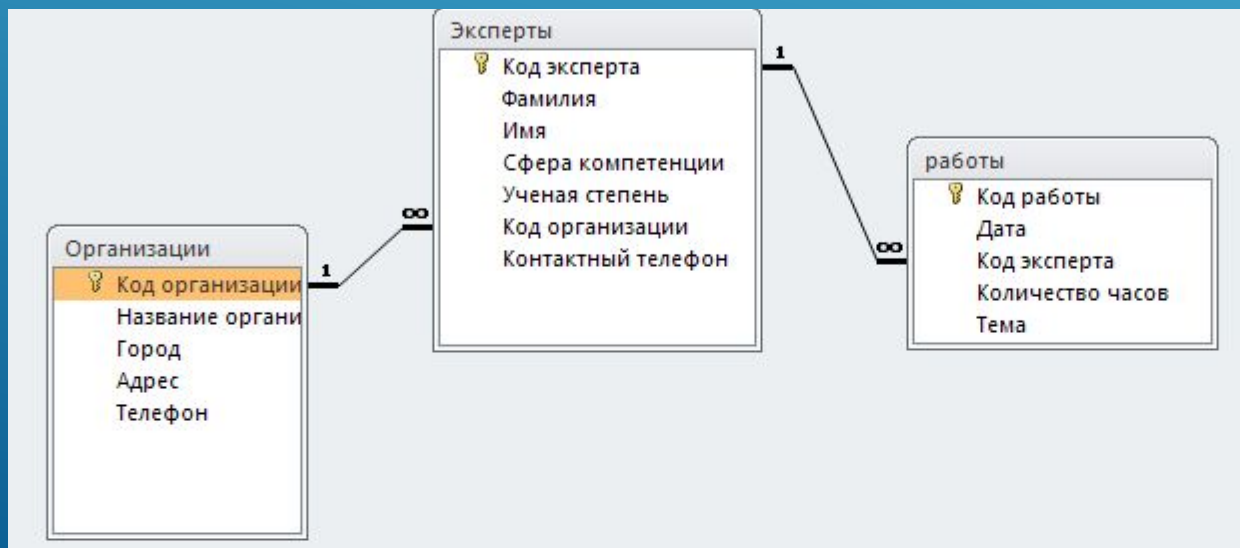 Эксперты
Код эксперта
Фамилия
Имя
Сфера компетенции
Ученая степень
Код организации
Контактный телефон
1
∞
работы
Код работы
Дата
Код эксперта
Количество часов
Тема
∞
Организации
Код организации
Название органи
Город
Адрес
Телефон
1